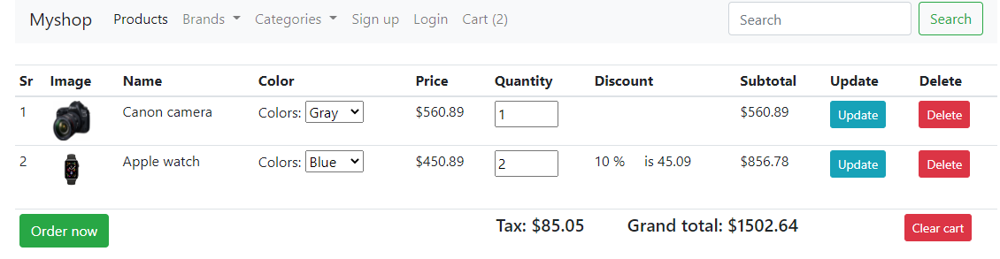 Myshop Products Brands Categories Sign up Login Cart (2) Search Search
Sr Image Name Color Price Quantity Discount Subtotal Update Delete
1 Canon camera Colors: Gray $560.89 1 $560.89 Update Delete
2 Apple watch Colors: Blue $450.89 2 10 % is 45.09 $856.78 Update Delete
Order now Tax: $85.05 Grand total: $1502.64 Clear cart